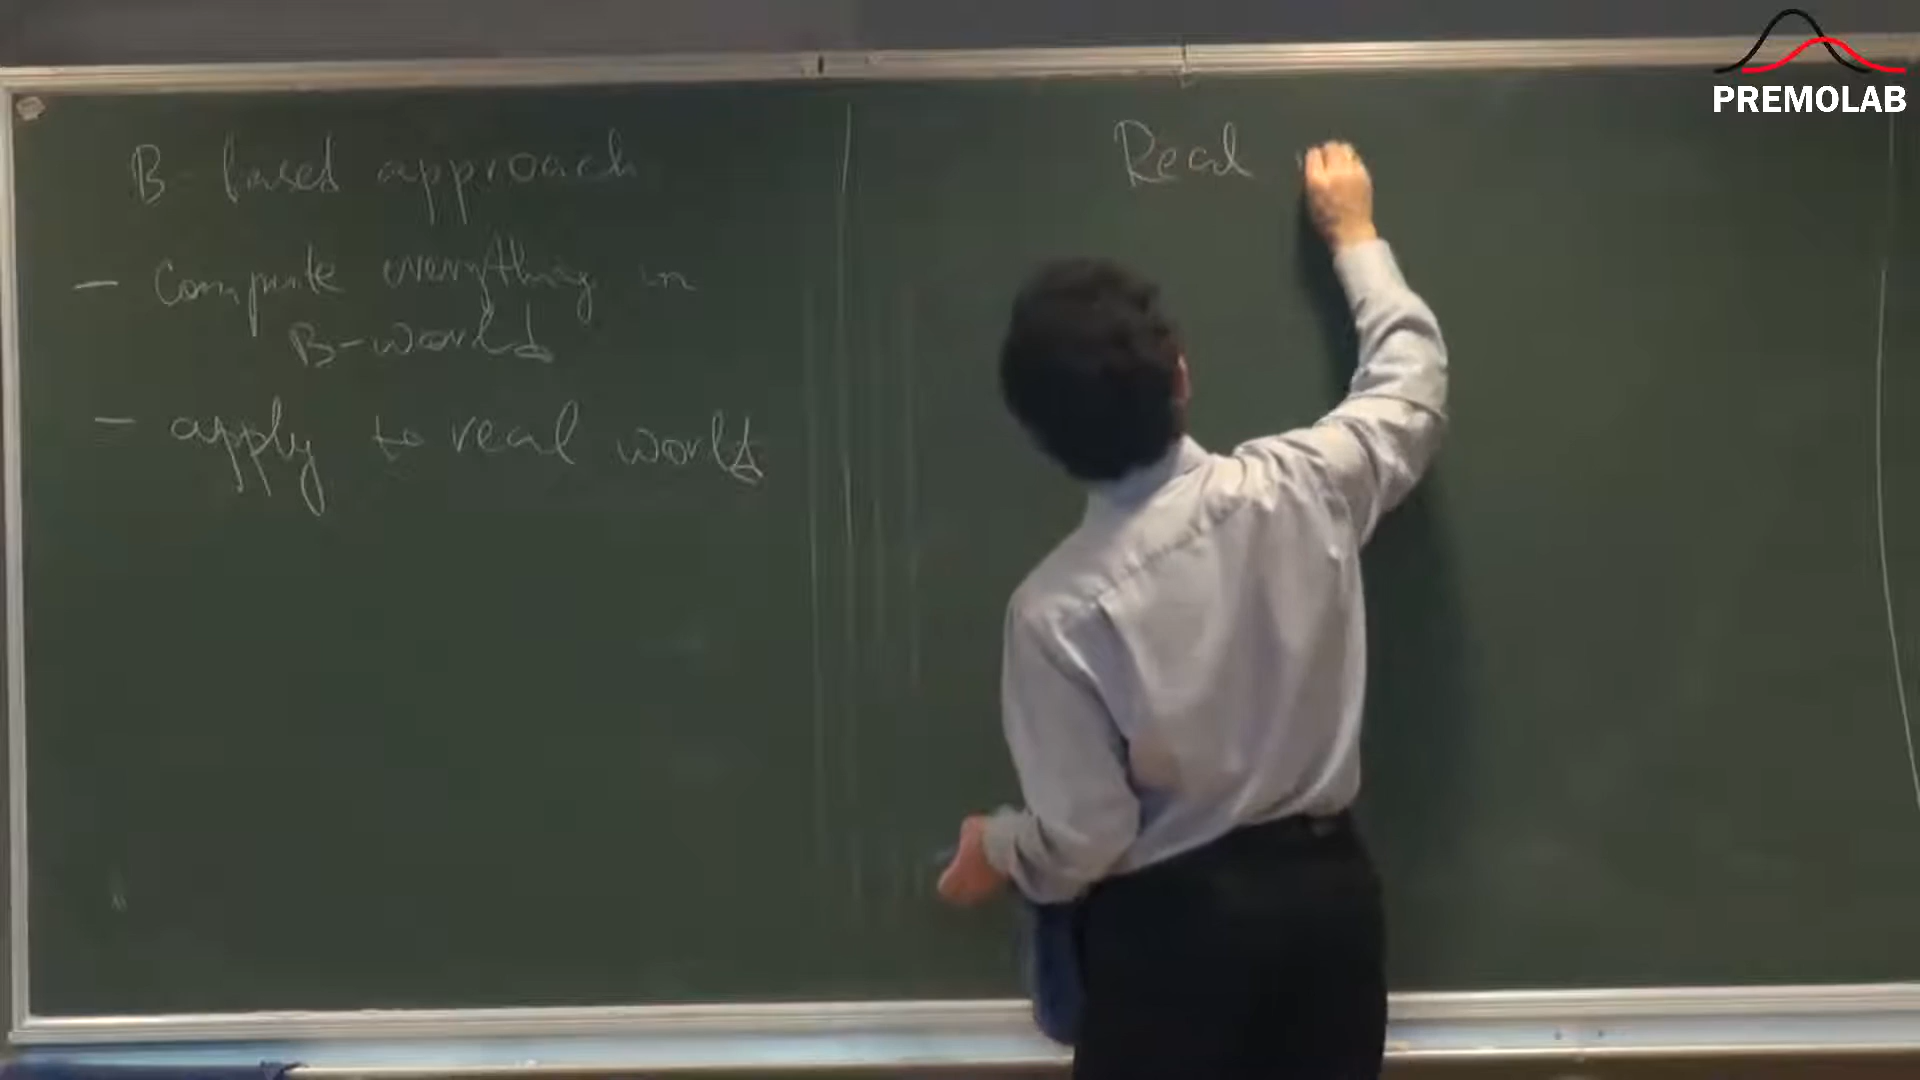 B-based approach
- Compute everything in
B-world
- apply to real world
Real
PREMOLAB